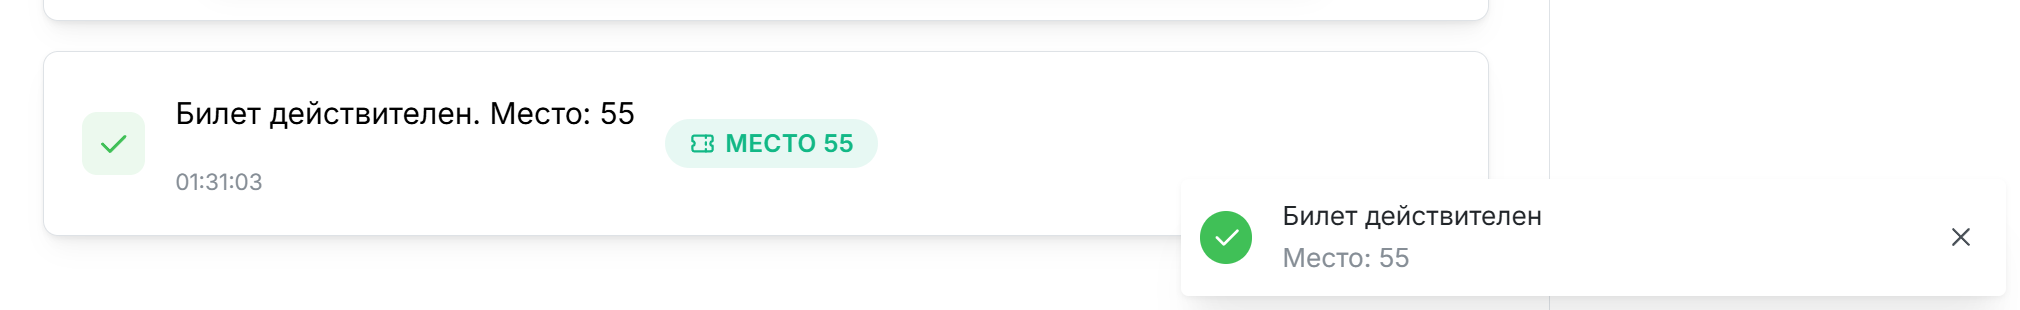 Билет действителен. Место: 55
МЕСТО 55
01:31:03
Билет действителен
Место: 55